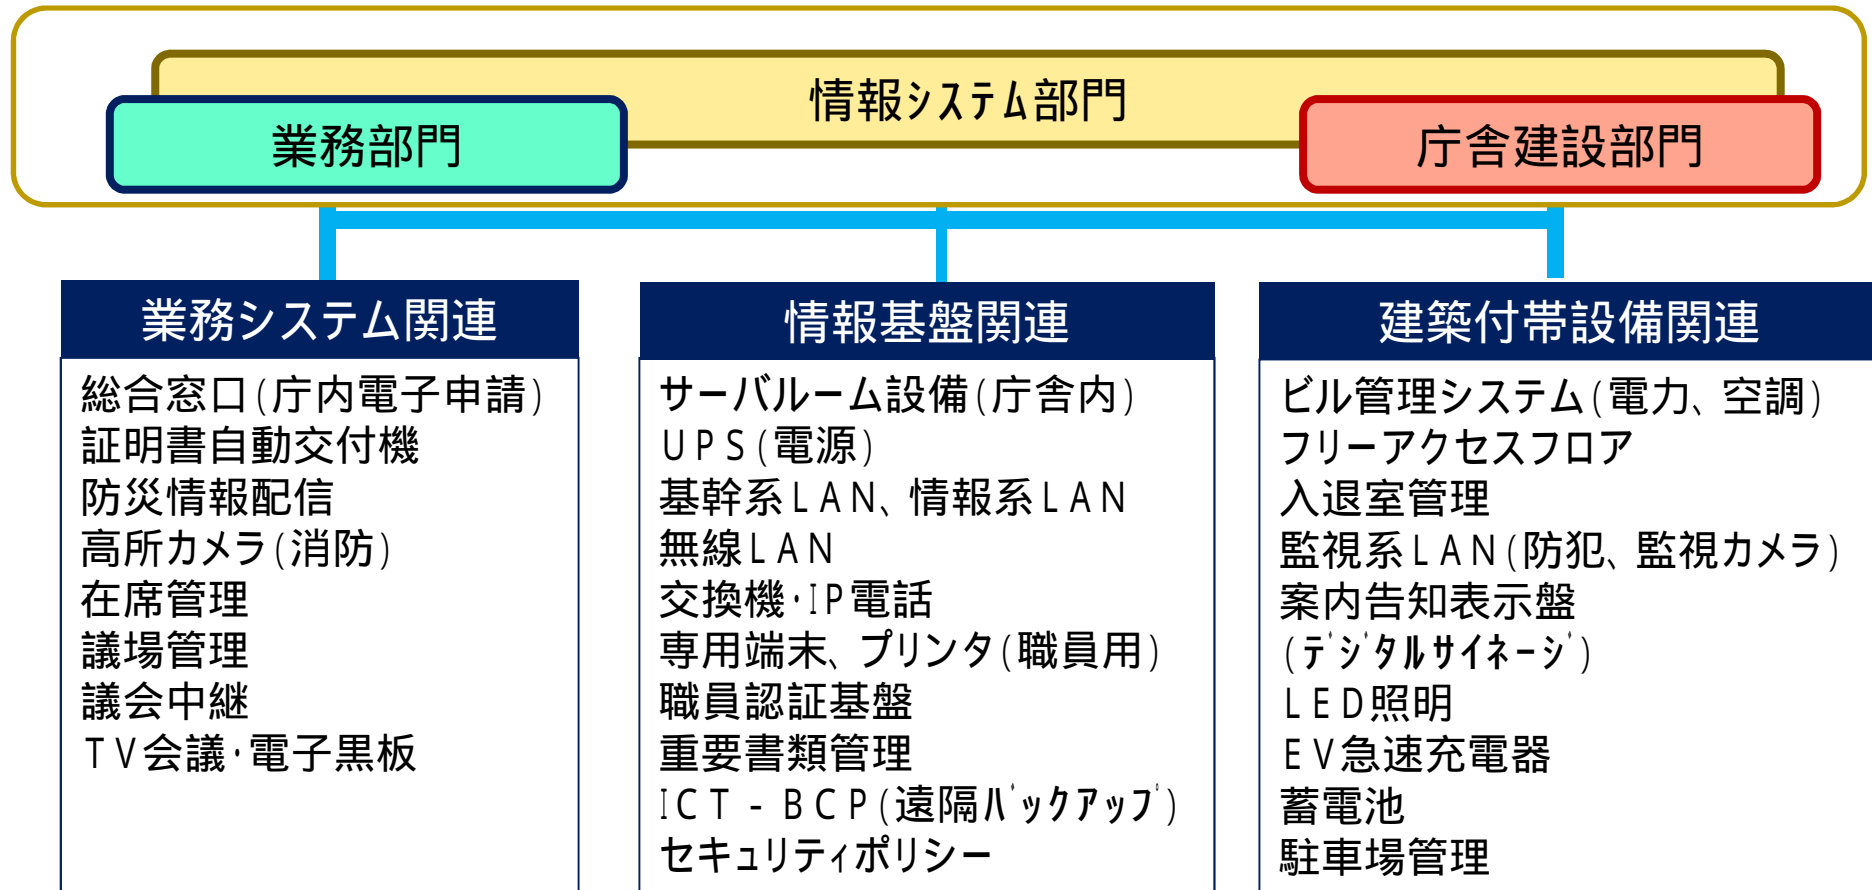 情報システム部門
業務部門
庁舎建設部門
業務システム関連
総合窓口(庁内電子申請)
証明書自動交付機
防災情報配信
高所カメラ(消防)
在席管理
議場管理
議会中継
TV会議・電子黒板
情報基盤関連
サーバルーム設備(庁舎内)
UPS(電源)
基幹系LAN、情報系LAN
無線LAN
交換機・IP電話
専用端末、プリンタ(職員用)
職員認証基盤
重要書類管理
ICT-BCP(遠隔バックアップ)
セキュリティポリシー
建築付帯設備関連
ビル管理システム(電力、空調)
フリーアクセスフロア
入退室管理
監視系LAN(防犯、監視カメラ)
案内告知表示盤
(デジタルサイネージ)
LED照明
EV急速充電器
蓄電池
駐車場管理